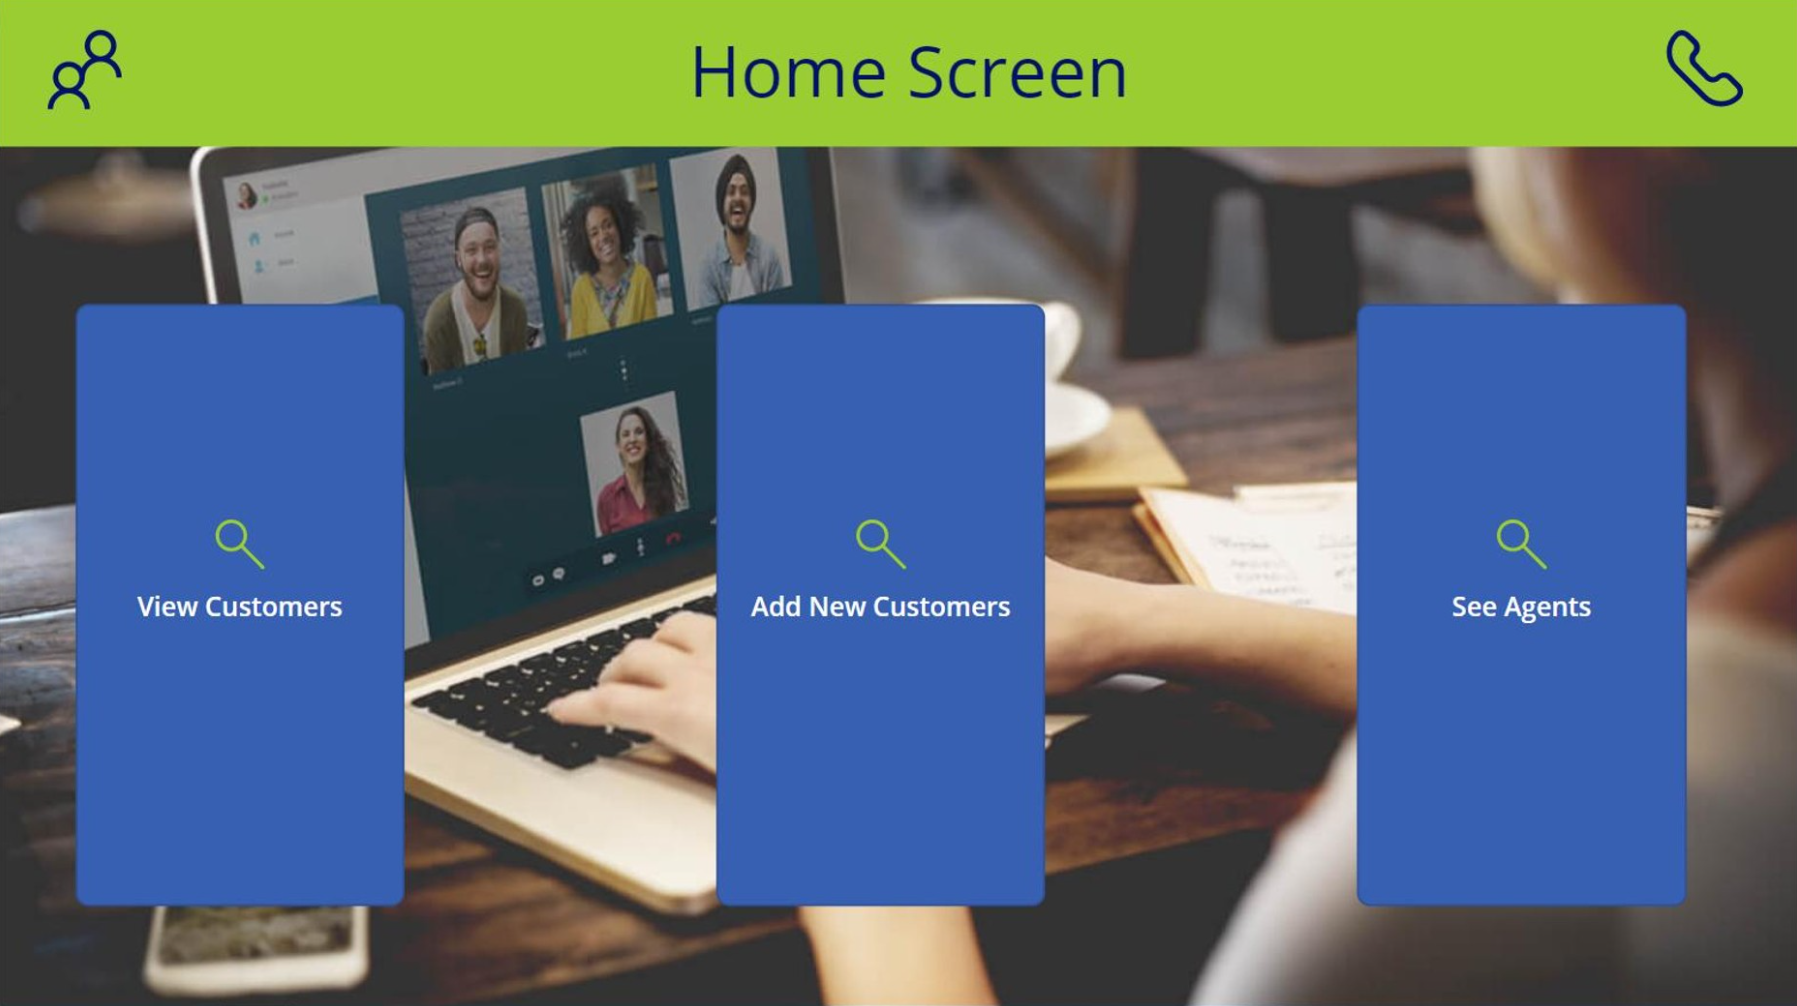 Home Screen
View Customers
Add New Customers
See Agents